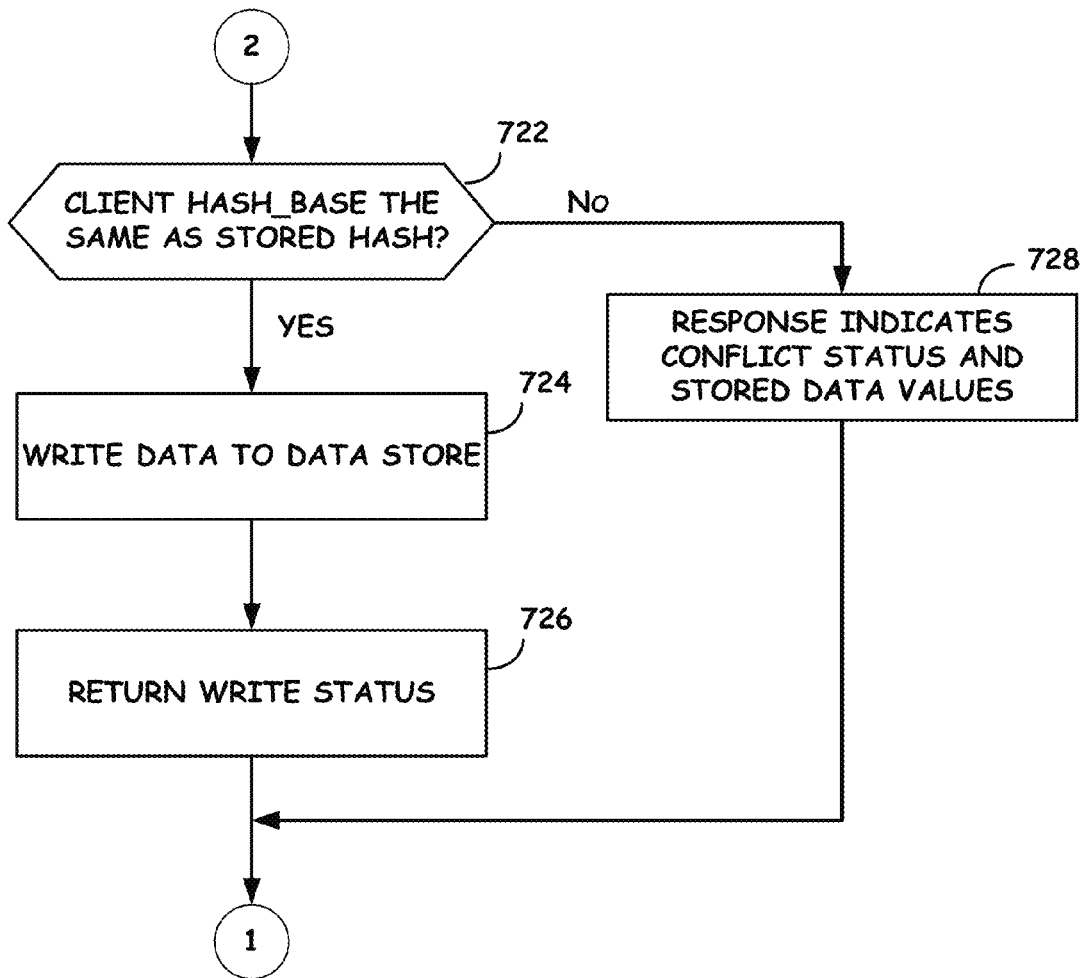 2
722
CLIENT HASH_BASE THE
SAME AS STORED HASH?
No
728
RESPONSE INDICATES
CONFLICT STATUS AND
STORED DATA VALUES
YES
724
WRITE DATA TO DATA STORE
726
RETURN WRITE STATUS
1